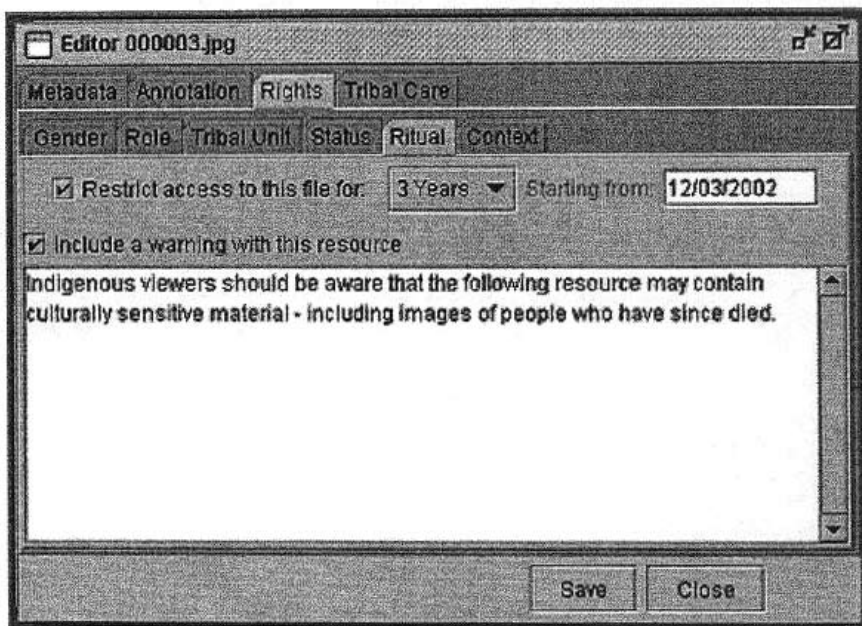 Editor 000003.jpg
Metadata Annotation Rights Tribal Care
Gender Role Tribal Unit Status Ritual Context
Restrict access to this file for: 3 Years Starting from: 12/03/2002
Include a warning with this resource
Indigenous viewers should be aware that the following resource may contain
culturally sensitive material - including images of people who have since died.
Save Close